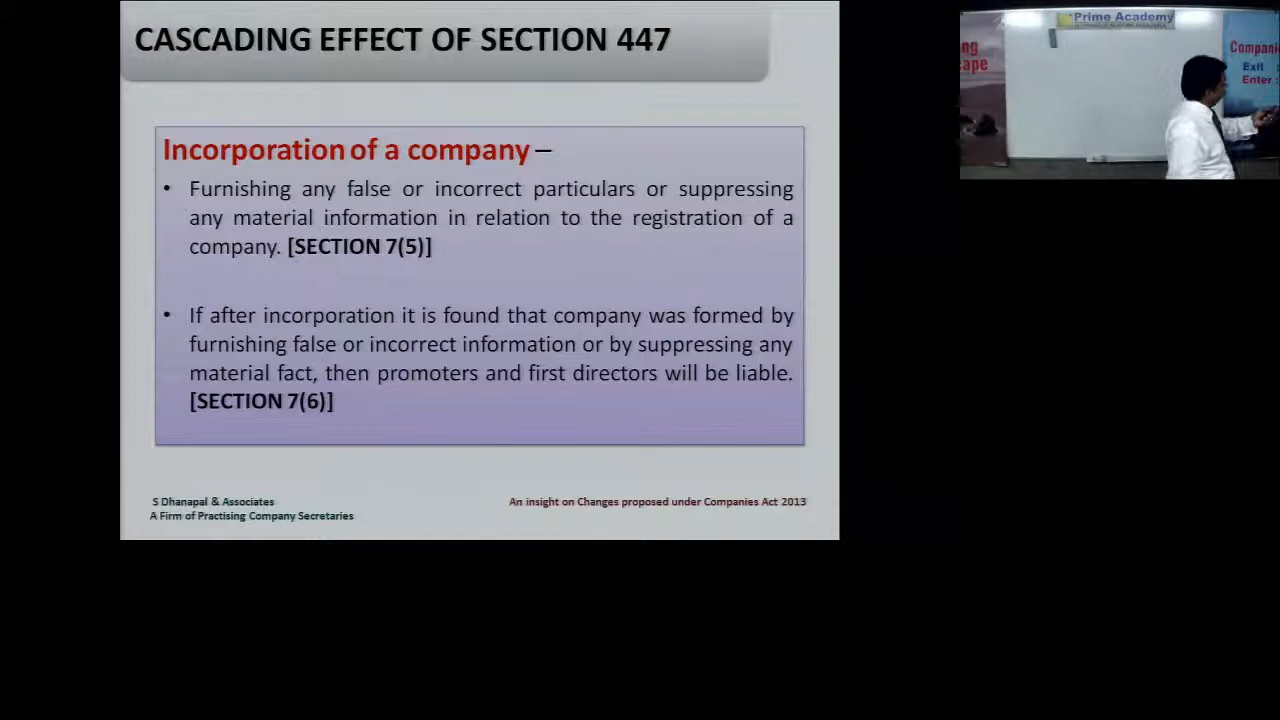 CASCADING EFFECT OF SECTION 447
Incorporation of a company –
• Furnishing any false or incorrect particulars or suppressing
any material information in relation to the registration of a
company. [SECTION 7(5)]
• If after incorporation it is found that company was formed by
furnishing false or incorrect information or by suppressing any
material fact, then promoters and first directors will be liable.
[SECTION 7(6)]
S Dhanapal & Associates
A Firm of Practising Company Secretaries
An insight on Changes proposed under Companies Act 2013
Prime Academy
ng
cape
Compani
Exit :
Enter :